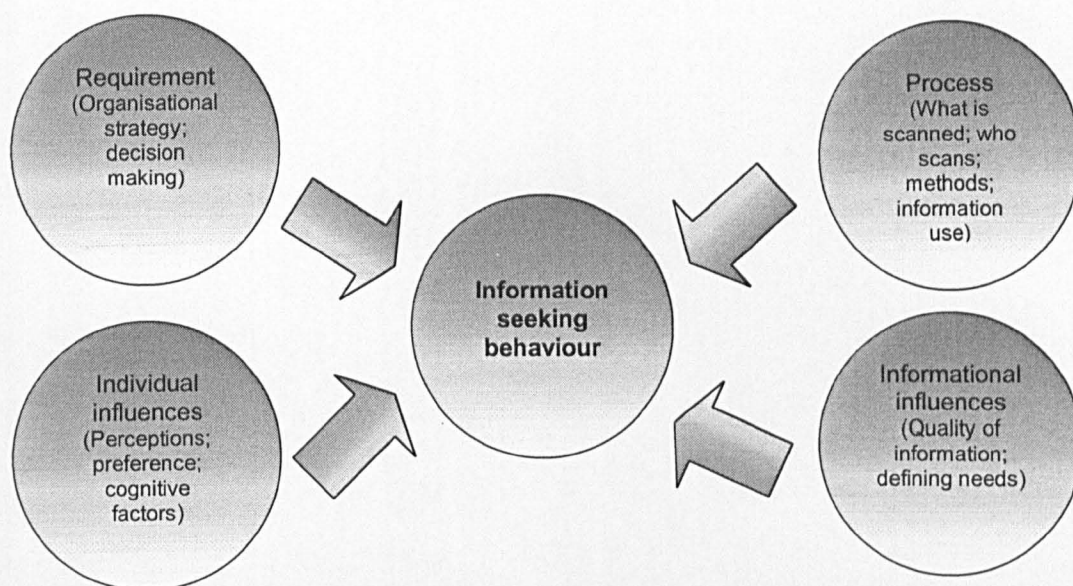 Requirement
(Organisational
strategy;
decision
making)
Process
(What is
scanned; who
scans;
methods;
information
use)
Information
seeking
behaviour
Individual
influences
(Perceptions;
preference;
cognitive
factors)
Informational
influences
(Quality of
information;
defining needs)